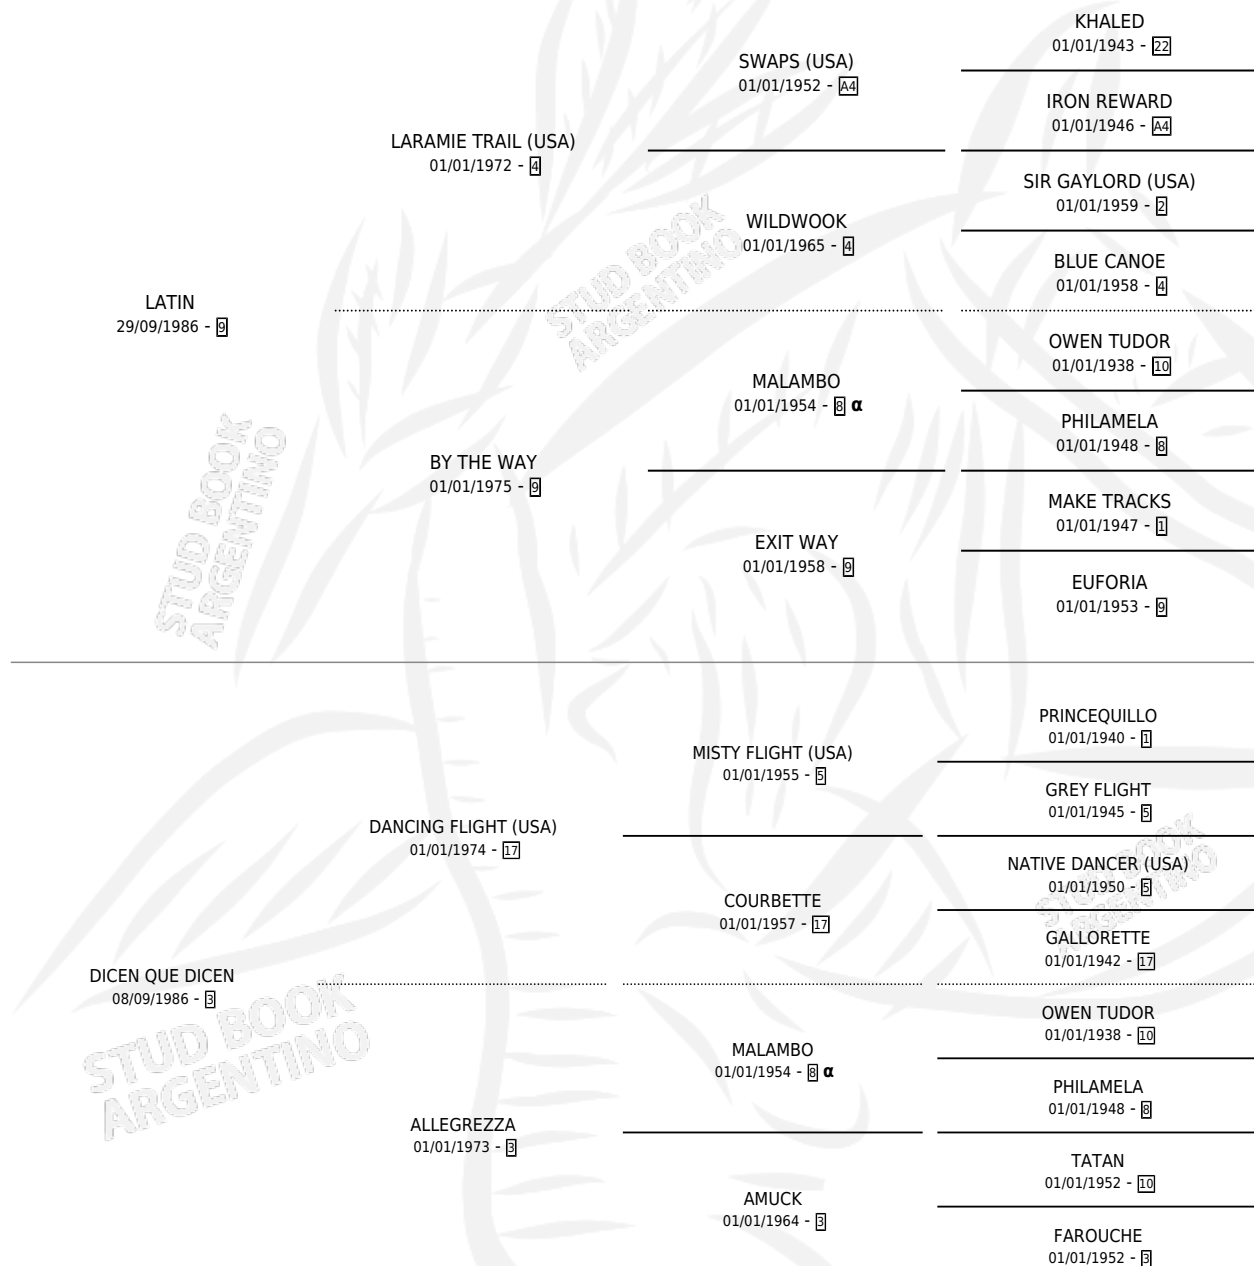 KHALED
01/01/1943 - 22
SWAPS (USA)
01/01/1952 - A4
IRON REWARD
01/01/1946 - A4
LARAMIE TRAIL (USA)
01/01/1972 - 4
SIR GAYLORD (USA)
01/01/1959 - 2
WILDWOOK
01/01/1965 - 4
BLUE CANOE
01/01/1958 - 4
LATIN
29/09/1986 - 9
OWEN TUDOR
01/01/1938 - 10
MALAMBO
01/01/1954 - 8 α
PHILAMELA
01/01/1948 - 8
BY THE WAY
01/01/1975 - 9
MAKE TRACKS
01/01/1947 - 1
EXIT WAY
01/01/1958 - 9
EUFORIA
01/01/1953 - 9
PRINCEQUILLO
01/01/1940 - 1
MISTY FLIGHT (USA)
01/01/1955 - 5
GREY FLIGHT
01/01/1945 - 5
DANCING FLIGHT (USA)
01/01/1974 - 17
NATIVE DANCER (USA)
01/01/1950 - 5
COURBETTE
01/01/1957 - 17
GALLORETTE
01/01/1942 - 17
DICEN QUE DICEN
08/09/1986 - 3
OWEN TUDOR
01/01/1938 - 10
MALAMBO
01/01/1954 - 8 α
PHILAMELA
01/01/1948 - 8
ALLEGREZZA
01/01/1973 - 3
TATAN
01/01/1952 - 10
AMUCK
01/01/1964 - 3
FAROUCHE
01/01/1952 - 3
STUD BOOK
ARGENTINO
STUD BOOK
ARGENTINO
STUD BOOK
ARGENTINO
STUD BOOK
ARGENTINO